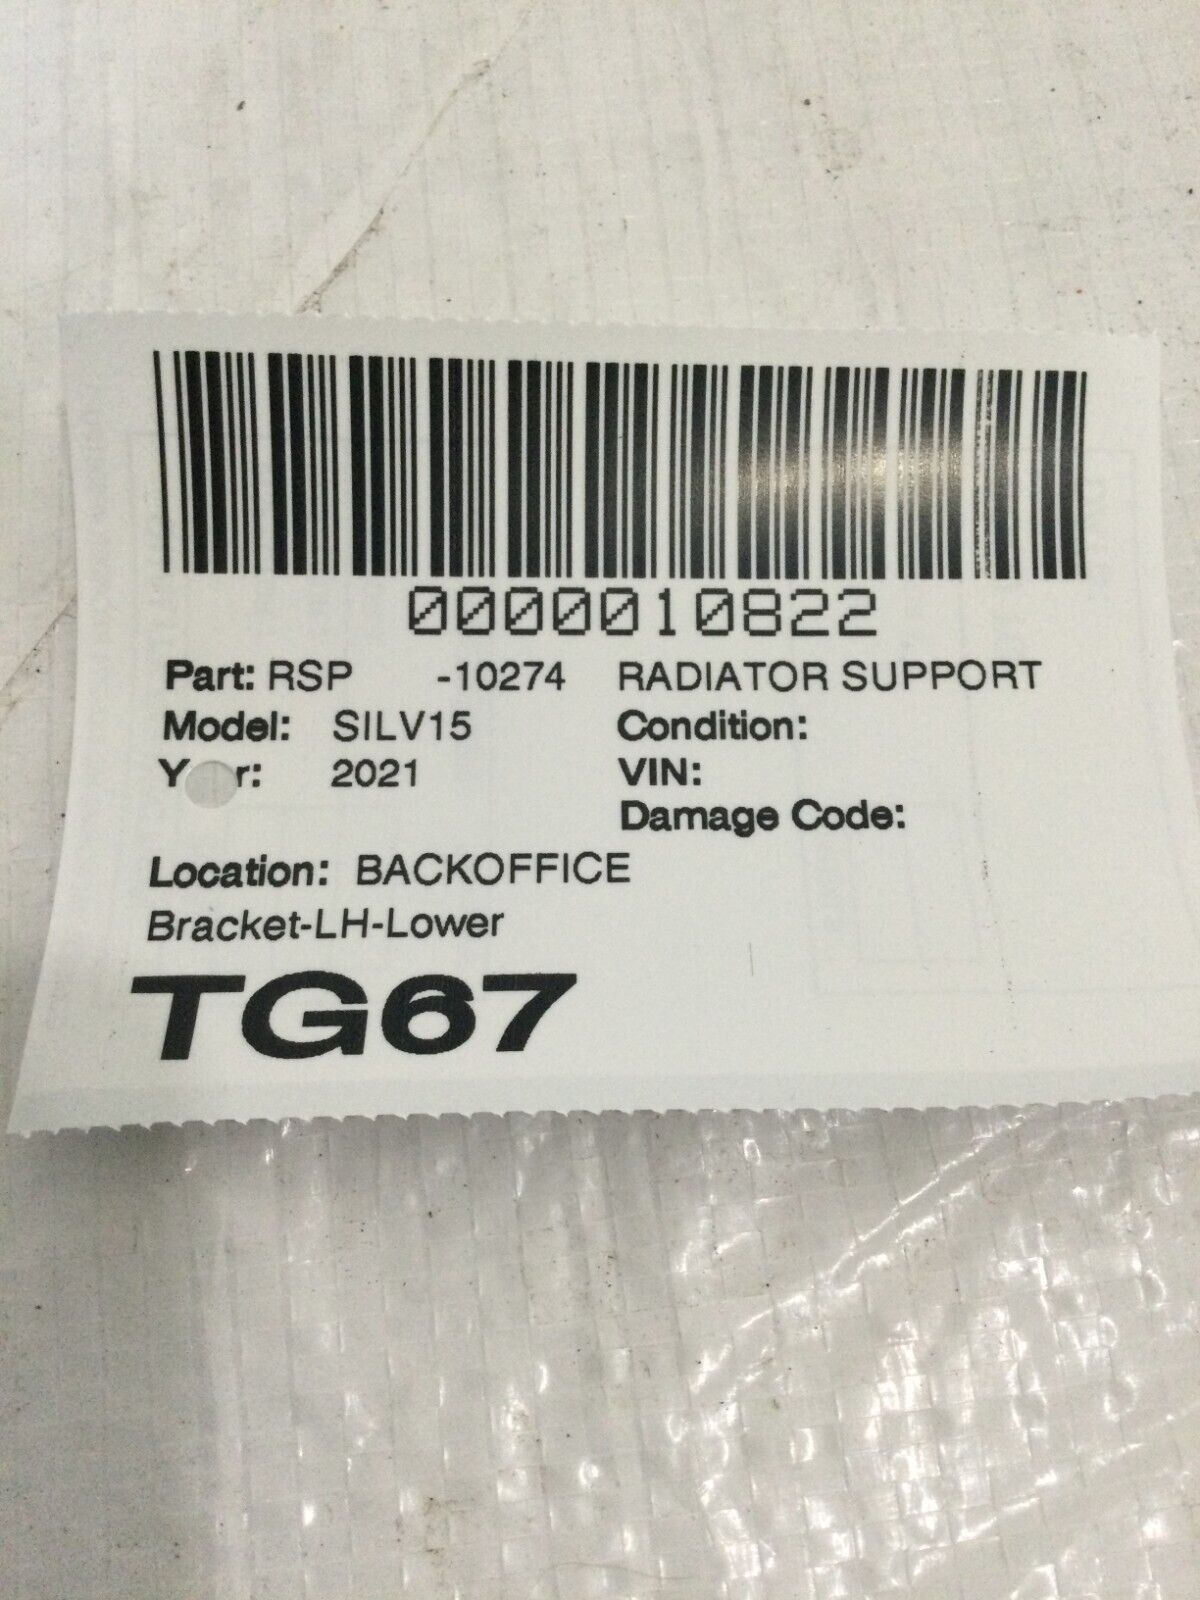 0000010822
Part: RSP -10274 RADIATOR SUPPORT
Model: SILV15 Condition:
Y r: 2021 VIN:
Damage Code:
Location: BACKOFFICE
Bracket-LH-Lower
TG67